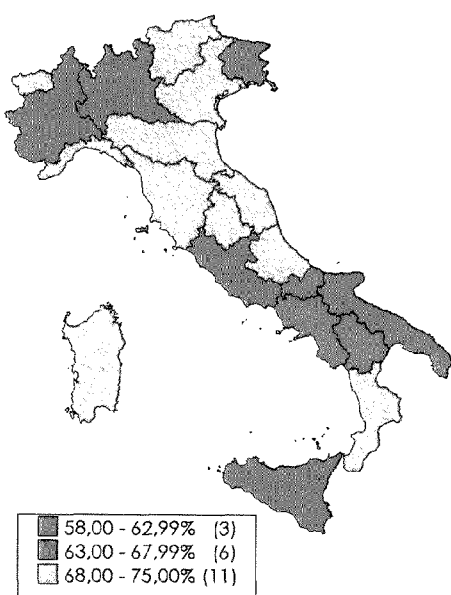 58,00 - 62,99% (3)
63,00 - 67,99% (6)
68,00 - 75,00% (11)